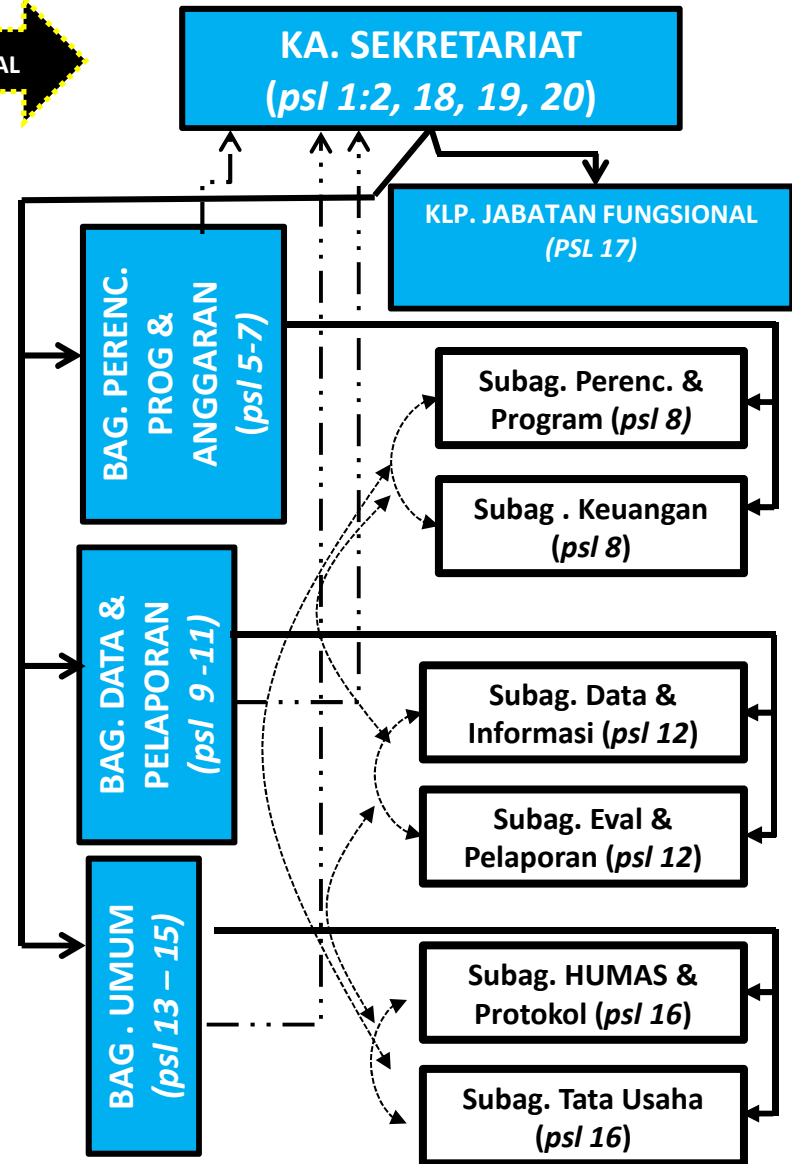 AL
KA. SEKRETARIAT
(psl 1:2, 18, 19, 20)
KLP. JABATAN FUNGSIONAL
(PSL 17)
BAG. PERENC.
PROG &
ANGGARAN
(psl 5-7)
Subag. Perenc. &
Program (psl 8)
Subag . Keuangan
(psl 8)
BAG. DATA &
PELAPORAN
(psl 9 -11)
Subag. Data &
Informasi (psl 12)
Subag. Eval &
Pelaporan (psl 12)
BAG . UMUM
(psl 13 – 15)
Subag. HUMAS &
Protokol (psl 16)
Subag. Tata Usaha
(psl 16)